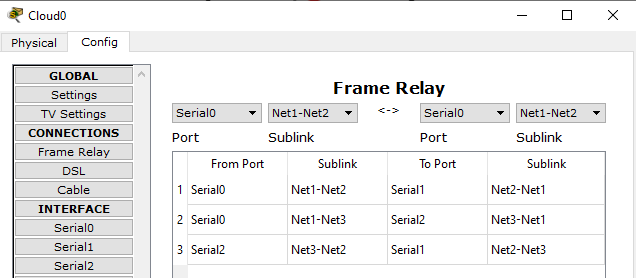 Cloud0
Physical Config
GLOBAL
Settings
TV Settings
CONNECTIONS
Frame Relay
DSL
Cable
INTERFACE
Serial0
Serial1
Serial2
Frame Relay
Serial0 Net1-Net2 <-> Serial0 Net1-Net2
Port Sublink Port Sublink
From Port Sublink To Port Sublink
1 Serial0 Net1-Net2 Serial1 Net2-Net1
2 Serial0 Net1-Net3 Serial2 Net3-Net1
3 Serial2 Net3-Net2 Serial1 Net2-Net3